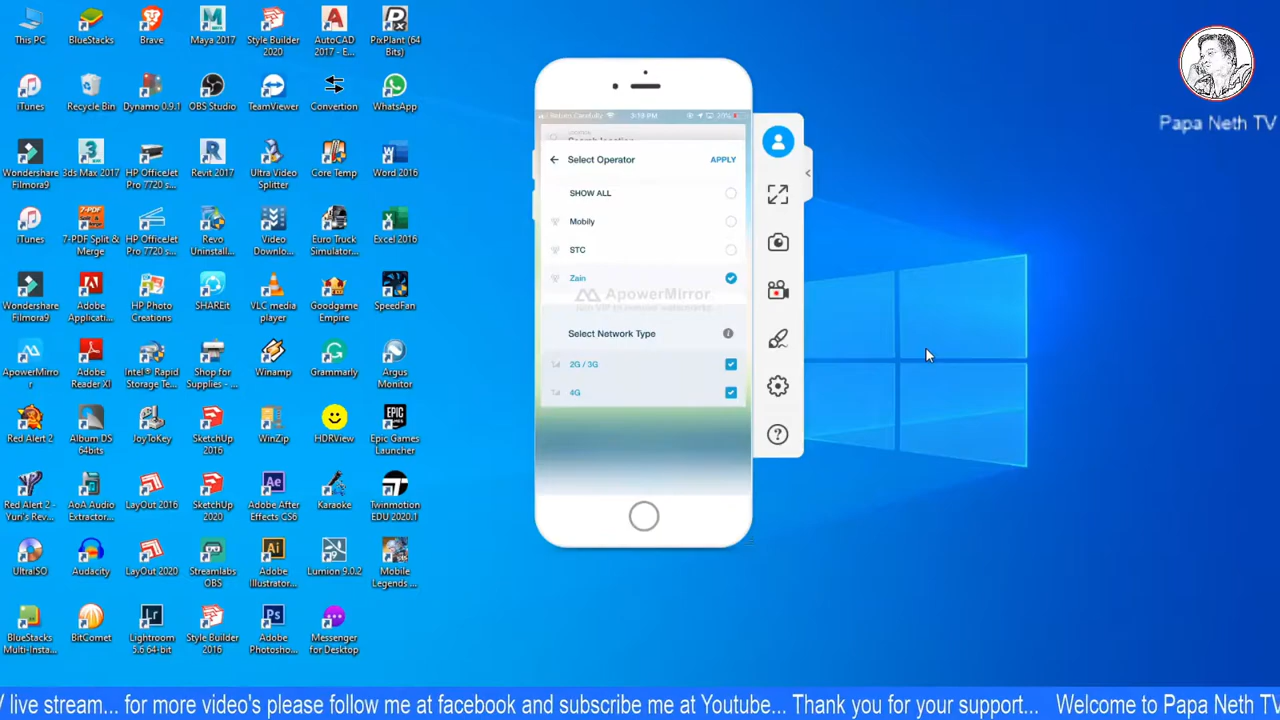 This PC
BlueStacks
Brave
Maya 2017
Style Builder
2020
AutoCAD
2017 - E...
PixPlant (64
Bits)
iTunes
Recycle Bin
Dynamo 0.9.1
OBS Studio
TeamViewer
Convertion
WhatsApp
Wondershare
Filmora9
3ds Max 2017
HP OfficeJet
Pro 7720 s...
Revit 2017
Ultra Video
Splitter
Core Temp
Word 2016
iTunes
7-PDF Split &
Merge
HP OfficeJet
Pro 7720 s...
Revo
Uninstall...
Video
Downlo...
Euro Truck
Simulator...
Excel 2016
Wondershare
Filmora9
Adobe
Applicati...
HP Photo
Creations
SHAREit
VLC media
player
Goodgame
Empire
SpeedFan
ApowerMirro
r
Adobe
Reader XI
Intel® Rapid
Storage Te...
Shop for
Supplies - ...
Winamp
Grammarly
Argus
Monitor
Red Alert 2
Album DS
64bits
JoyToKey
SketchUp
2016
WinZip
HDRView
Epic Games
Launcher
Red Alert 2 -
Yuri's Rev...
AoA Audio
Extractor...
LayOut 2016
SketchUp
2020
Adobe After
Effects CS6
Karaoke
Twinmotion
EDU 2020.1
UltraISO
Audacity
LayOut 2020
Streamlabs
OBS
Adobe
Illustrator...
Lumion 9.0.2
Mobile
Legends ...
BlueStacks
Multi-Insta...
BitComet
Lightroom
5.6 64-bit
Style Builder
2016
Adobe
Photosho...
Messenger
for Desktop
Return Carefully 3:19 PM 20%
LOCATION
Search location
Select Operator APPLY
SHOW ALL
Mobily
STC
Zain
ApowerMirror
Select Network Type
2G / 3G
4G
Papa Neth TV
V live stream... for more video's please follow me at facebook and subscribe me at Youtube... Thank you for your support... Welcome to Papa Neth TV